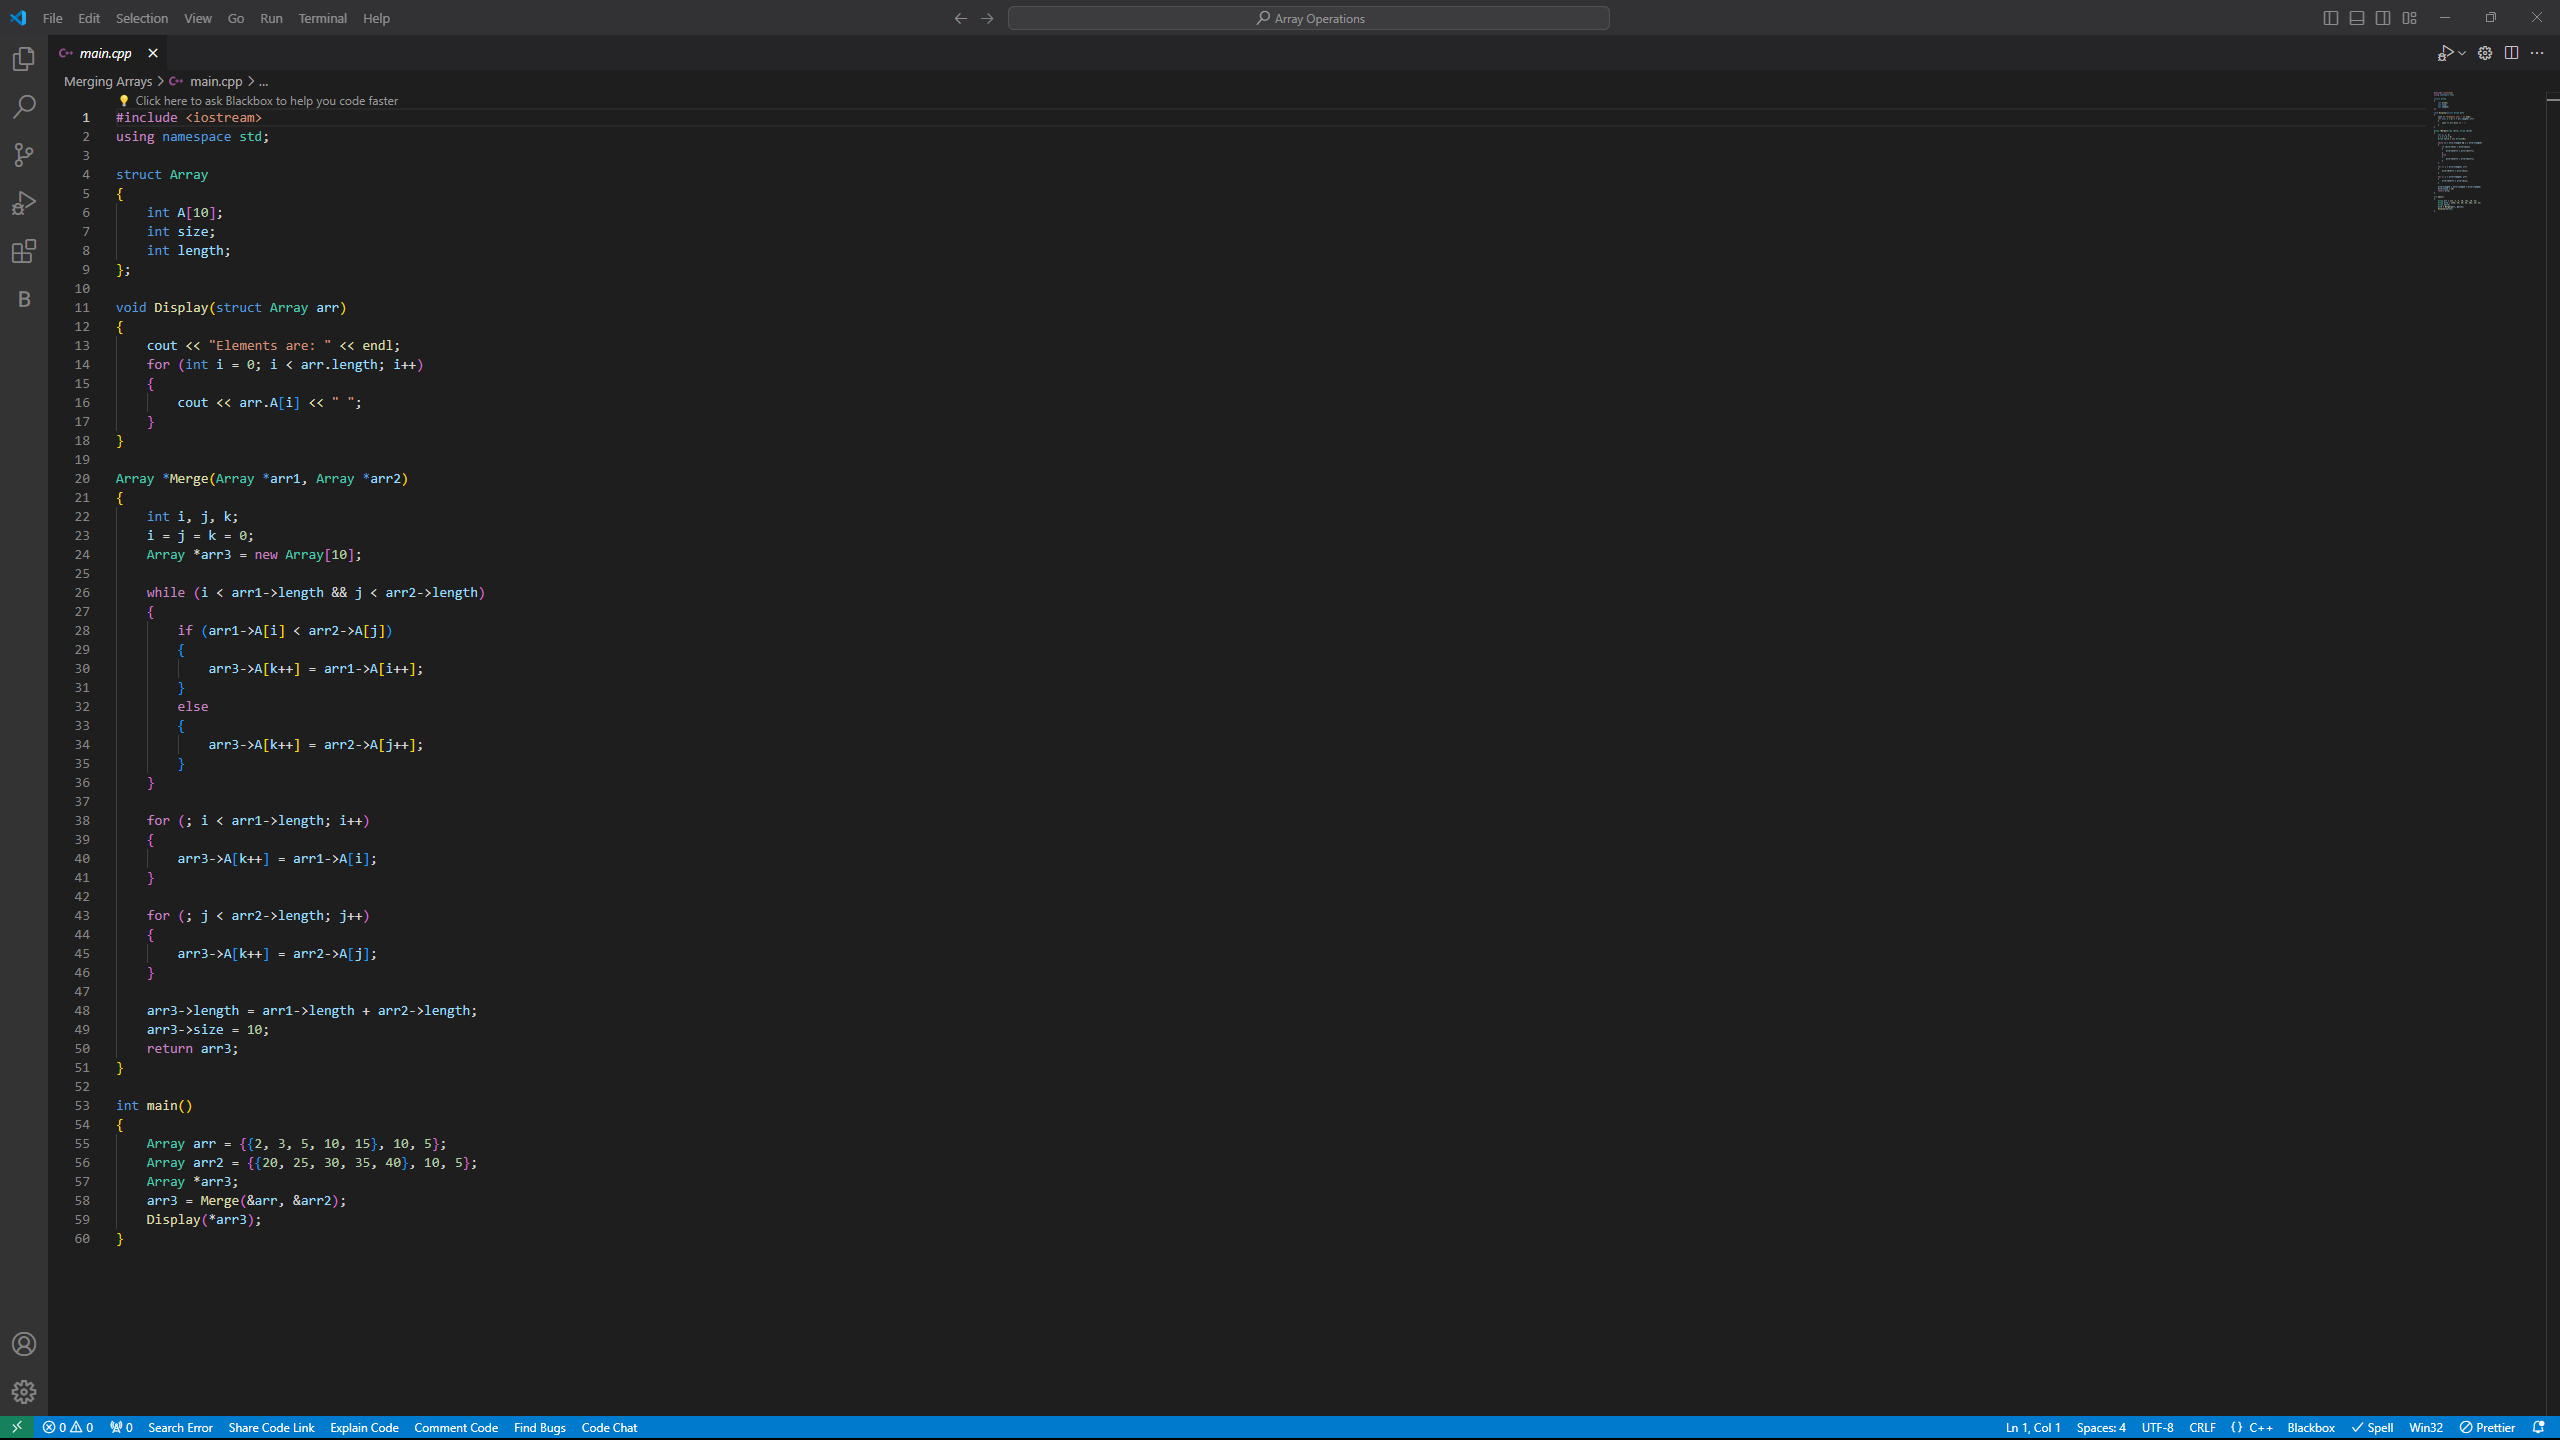 File Edit Selection View Go Run Terminal Help
Array Operations
main.cpp
Merging Arrays > main.cpp > ...
Click here to ask Blackbox to help you code faster
1 #include <iostream>
2 using namespace std;
3
4 struct Array
5 {
6     int A[10];
7     int size;
8     int length;
9 };
10
11 void Display(struct Array arr)
12 {
13     cout << "Elements are: " << endl;
14     for (int i = 0; i < arr.length; i++)
15     {
16         cout << arr.A[i] << " ";
17     }
18 }
19
20 Array *Merge(Array *arr1, Array *arr2)
21 {
22     int i, j, k;
23     i = j = k = 0;
24     Array *arr3 = new Array[10];
25
26     while (i < arr1->length && j < arr2->length)
27     {
28         if (arr1->A[i] < arr2->A[j])
29         {
30             arr3->A[k++] = arr1->A[i++];
31         }
32         else
33         {
34             arr3->A[k++] = arr2->A[j++];
35         }
36     }
37
38     for (; i < arr1->length; i++)
39     {
40         arr3->A[k++] = arr1->A[i];
41     }
42
43     for (; j < arr2->length; j++)
44     {
45         arr3->A[k++] = arr2->A[j];
46     }
47
48     arr3->length = arr1->length + arr2->length;
49     arr3->size = 10;
50     return arr3;
51 }
52
53 int main()
54 {
55     Array arr = {{2, 3, 5, 10, 15}, 10, 5};
56     Array arr2 = {{20, 25, 30, 35, 40}, 10, 5};
57     Array *arr3;
58     arr3 = Merge(&arr, &arr2);
59     Display(*arr3);
60 }
B
0 0 0 Search Error Share Code Link Explain Code Comment Code Find Bugs Code Chat Ln 1, Col 1 Spaces: 4 UTF-8 CRLF {} C++ Blackbox Spell Win32 Prettier